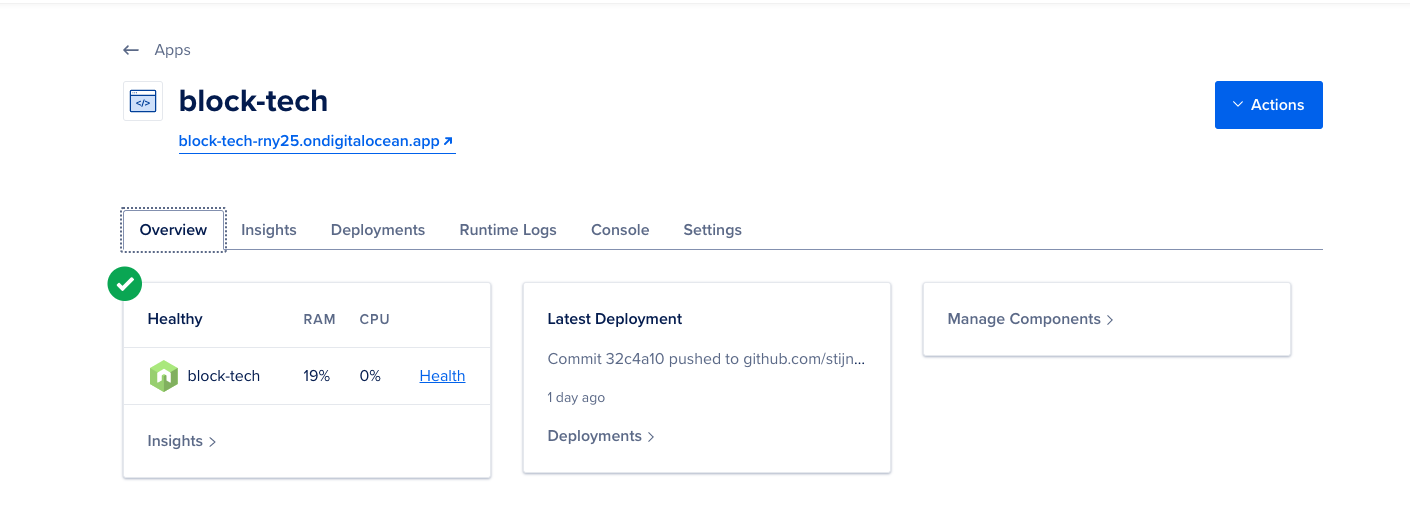 ← Apps
</>
block-tech
block-tech-rny25.ondigitalocean.app
Actions
Overview Insights Deployments Runtime Logs Console Settings
Healthy RAM CPU
block-tech 19% 0% Health
Insights >
Latest Deployment
Commit 32c4a10 pushed to github.com/stijn...
1 day ago
Deployments >
Manage Components >